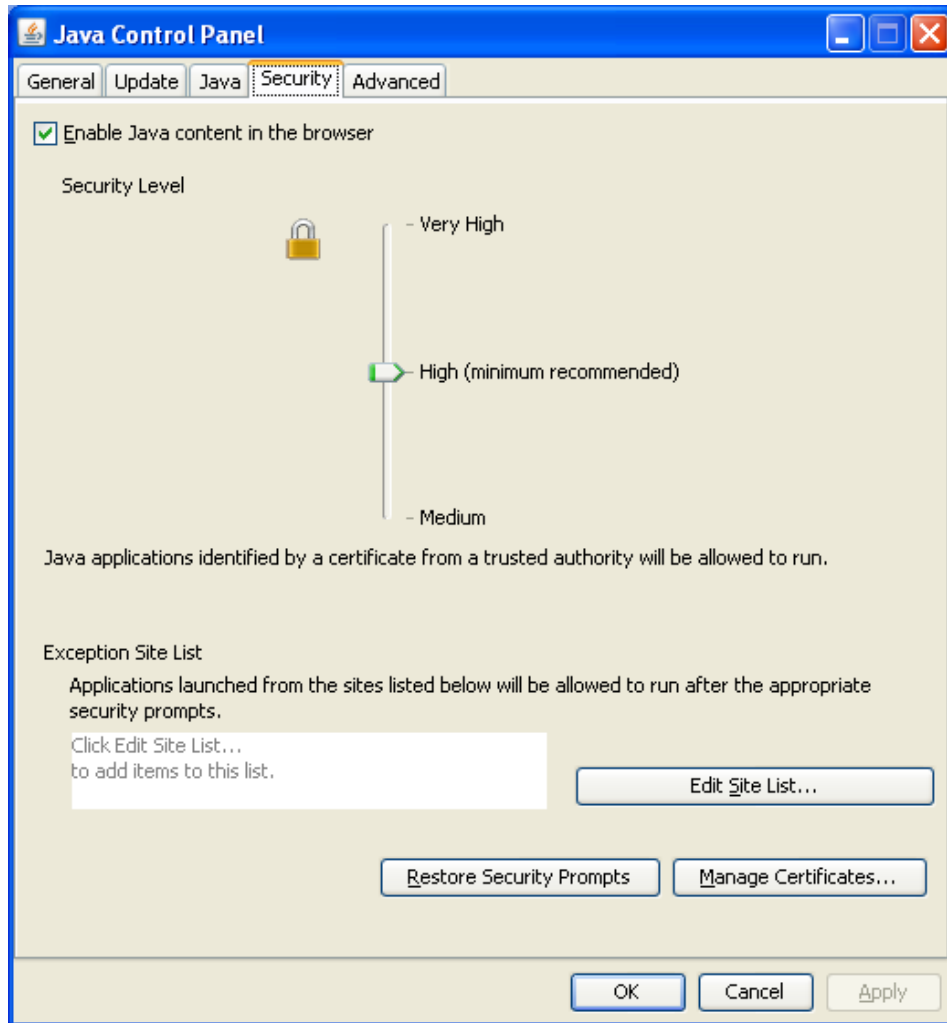 Java Control Panel
General Update Java Security Advanced
Enable Java content in the browser
Security Level
- Very High
- High (minimum recommended)
- Medium
Java applications identified by a certificate from a trusted authority will be allowed to run.
Exception Site List
Applications launched from the sites listed below will be allowed to run after the appropriate
security prompts.
Click Edit Site List...
to add items to this list.
Edit Site List...
Restore Security Prompts Manage Certificates...
OK Cancel Apply